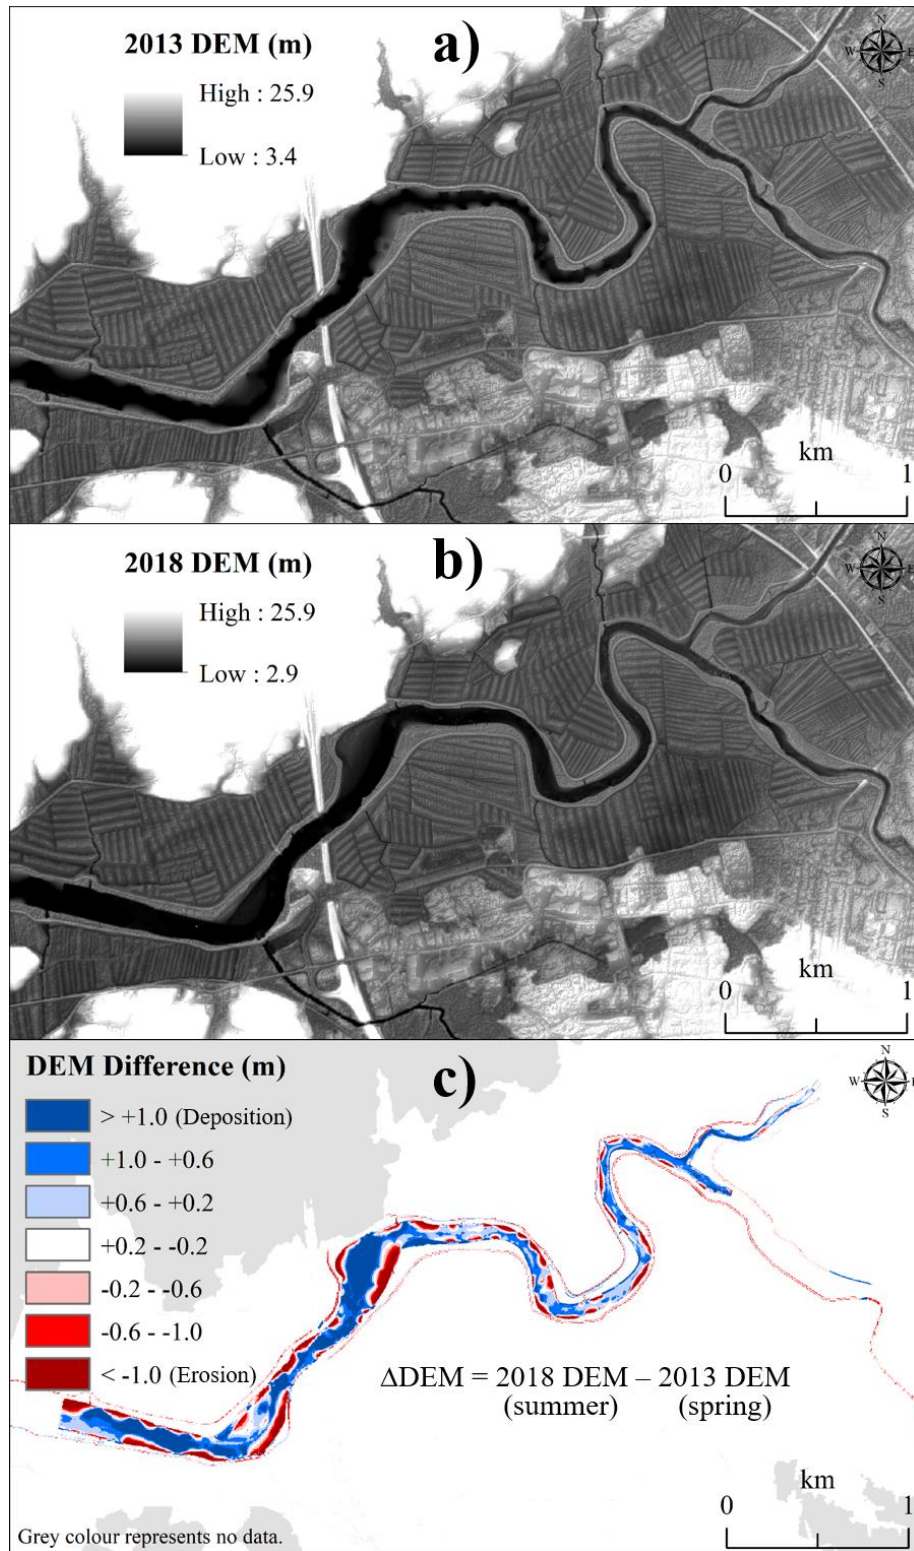 2013 DEM (m)
a)
High : 25.9
Low : 3.4
N
W
E
S
km
0
1
2018 DEM (m)
b)
High : 25.9
Low : 2.9
N
W
E
S
km
0
1
DEM Difference (m)
c)
> +1.0 (Deposition)
+1.0 - +0.6
+0.6 - +0.2
+0.2 - -0.2
-0.2 - -0.6
-0.6 - -1.0
< -1.0 (Erosion)
N
W
E
S
ΔDEM = 2018 DEM – 2013 DEM
(summer) (spring)
km
0
1
Grey colour represents no data.